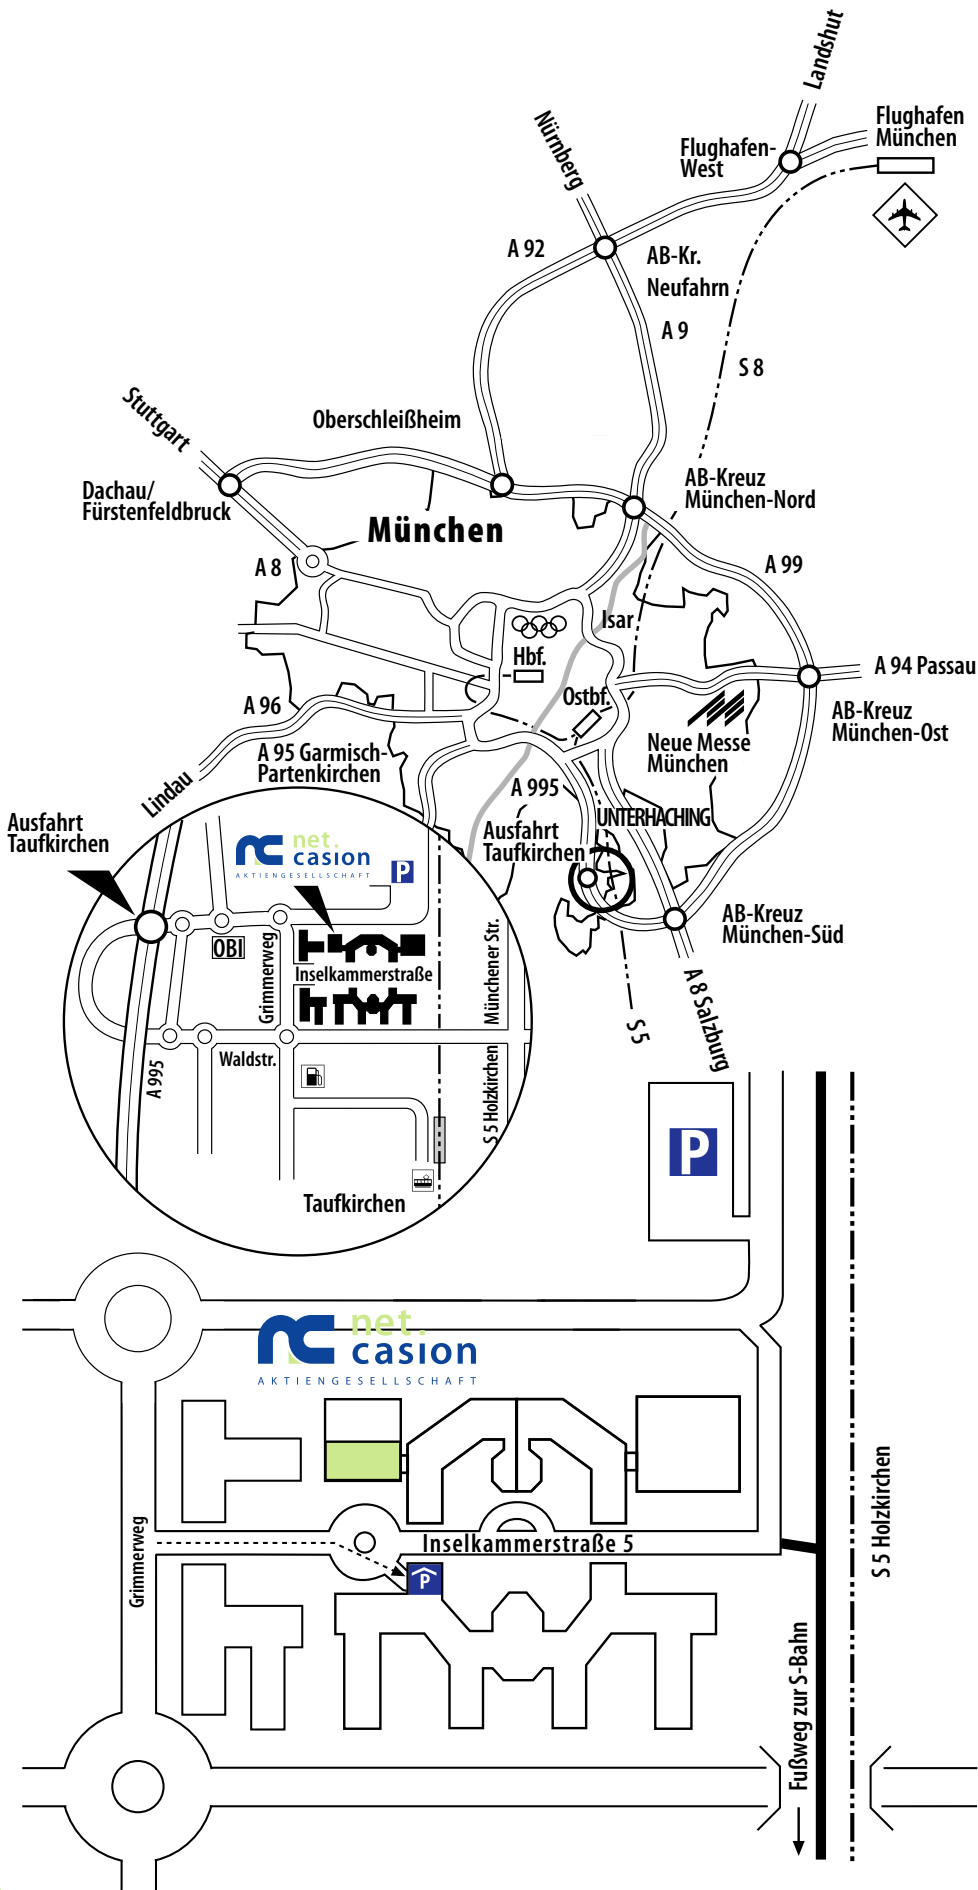 Landshut
Flughafen
München
Nürnberg
Flughafen-
West
A 92
AB-Kr.
Neufahrn
A 9
S 8
Stuttgart
Oberschleißheim
Dachau/
Fürstenfeldbruck
AB-Kreuz
München-Nord
München
A 8
A 99
Isar
Hbf.
A 94 Passau
Ostbf.
A 96
AB-Kreuz
München-Ost
Neue Messe
München
A 95 Garmisch-
Partenkirchen
Lindau
A 995
UNTERHACHING
Ausfahrt
Taufkirchen
Ausfahrt
Taufkirchen
net.
casion
AKTIENGESELLSCHAFT
P
AB-Kreuz
München-Süd
OBI
Grimmerweg
Inselkammerstraße
Münchener Str.
A 8 Salzburg
S 5
Waldstr.
A 995
S 5 Holzkirchen
Taufkirchen
P
net.
casion
AKTIENGESELLSCHAFT
S 5 Holzkirchen
Grimmerweg
Inselkammerstraße 5
P
Fußweg zur S-Bahn